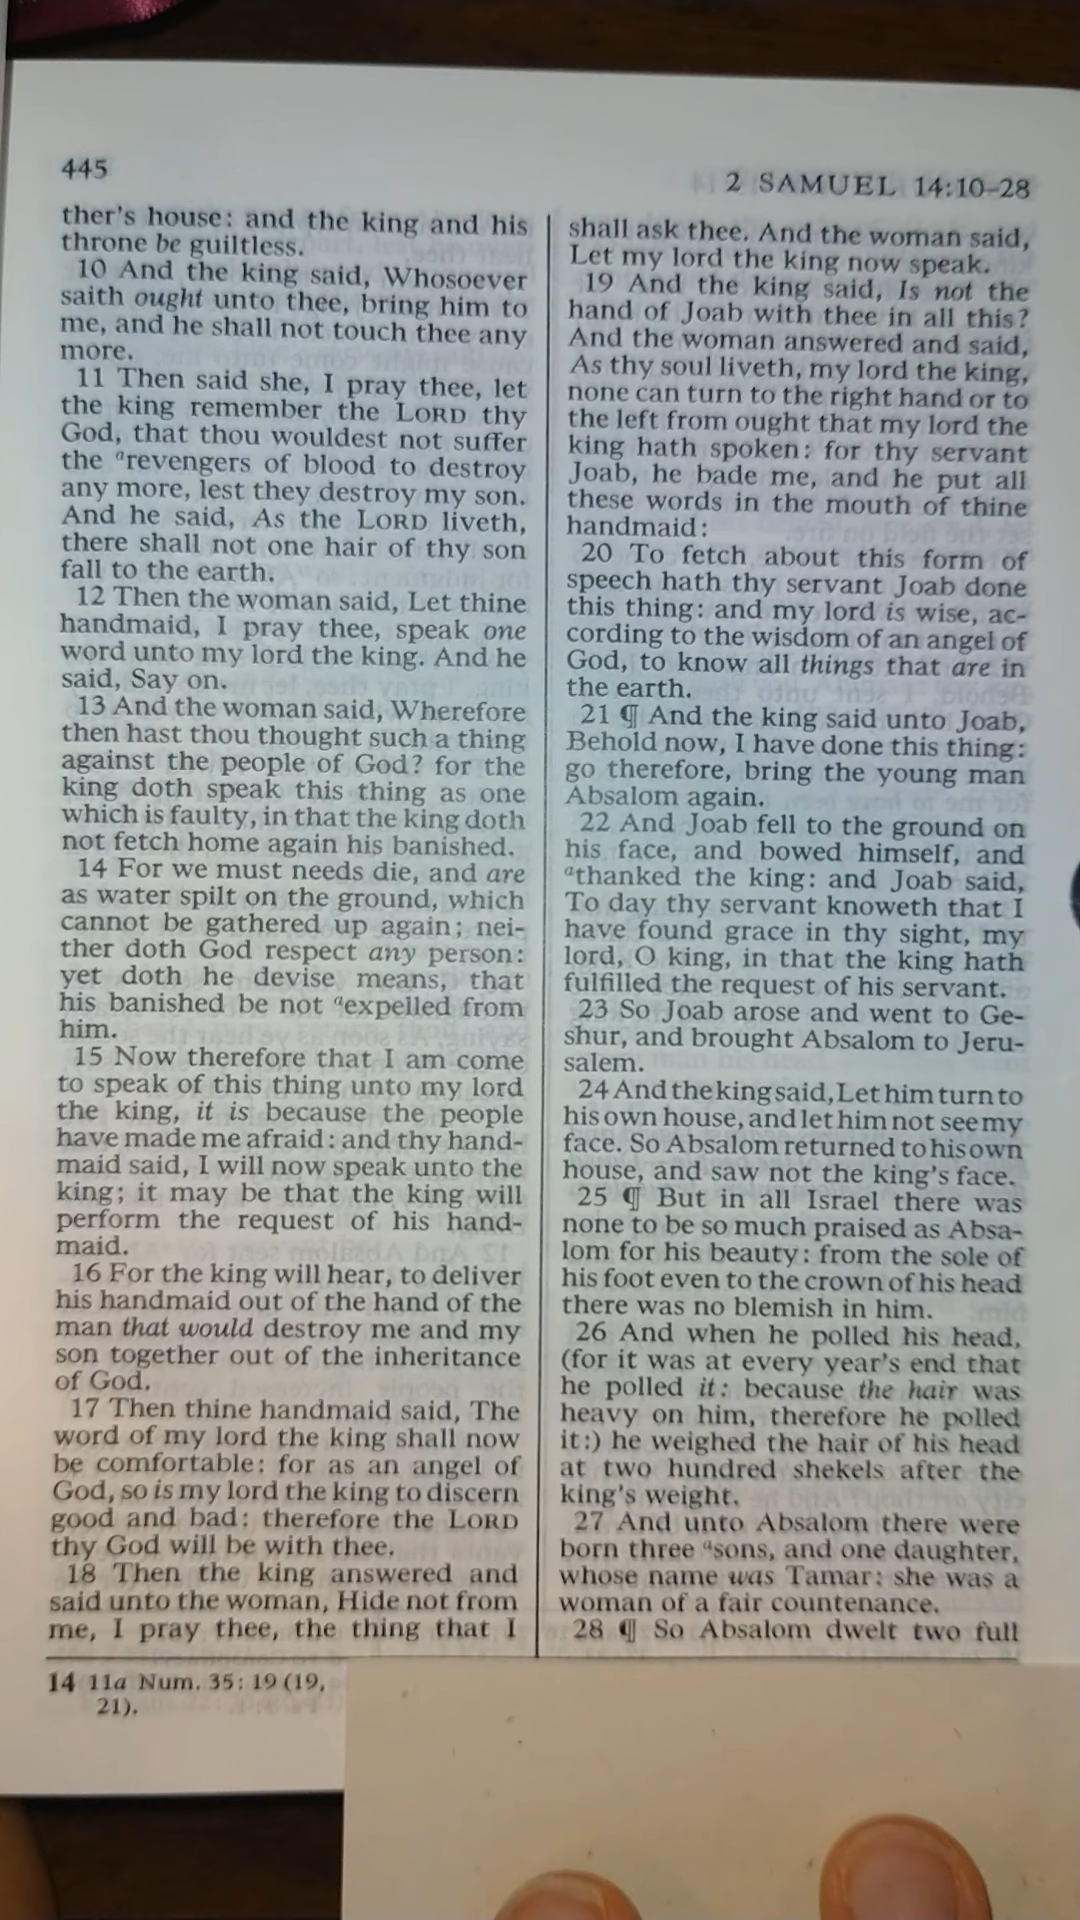 445
2 SAMUEL 14:10–28
ther's house: and the king and his
throne be guiltless.
10 And the king said, Whosoever
saith ought unto thee, bring him to
me, and he shall not touch thee any
more.
11 Then said she, I pray thee, let
the king remember the LORD thy
God, that thou wouldest not suffer
the ᵃrevengers of blood to destroy
any more, lest they destroy my son.
And he said, As the LORD liveth,
there shall not one hair of thy son
fall to the earth.
12 Then the woman said, Let thine
handmaid, I pray thee, speak one
word unto my lord the king. And he
said, Say on.
13 And the woman said, Wherefore
then hast thou thought such a thing
against the people of God? for the
king doth speak this thing as one
which is faulty, in that the king doth
not fetch home again his banished.
14 For we must needs die, and are
as water spilt on the ground, which
cannot be gathered up again; nei-
ther doth God respect any person:
yet doth he devise means, that
his banished be not ᵃexpelled from
him.
15 Now therefore that I am come
to speak of this thing unto my lord
the king, it is because the people
have made me afraid: and thy hand-
maid said, I will now speak unto the
king; it may be that the king will
perform the request of his hand-
maid.
16 For the king will hear, to deliver
his handmaid out of the hand of the
man that would destroy me and my
son together out of the inheritance
of God.
17 Then thine handmaid said, The
word of my lord the king shall now
be comfortable: for as an angel of
God, so is my lord the king to discern
good and bad: therefore the LORD
thy God will be with thee.
18 Then the king answered and
said unto the woman, Hide not from
me, I pray thee, the thing that I
shall ask thee. And the woman said,
Let my lord the king now speak.
19 And the king said, Is not the
hand of Joab with thee in all this?
And the woman answered and said,
As thy soul liveth, my lord the king,
none can turn to the right hand or to
the left from ought that my lord the
king hath spoken: for thy servant
Joab, he bade me, and he put all
these words in the mouth of thine
handmaid:
20 To fetch about this form of
speech hath thy servant Joab done
this thing: and my lord is wise, ac-
cording to the wisdom of an angel of
God, to know all things that are in
the earth.
21 ¶ And the king said unto Joab,
Behold now, I have done this thing:
go therefore, bring the young man
Absalom again.
22 And Joab fell to the ground on
his face, and bowed himself, and
ᵃthanked the king: and Joab said,
To day thy servant knoweth that I
have found grace in thy sight, my
lord, O king, in that the king hath
fulfilled the request of his servant.
23 So Joab arose and went to Ge-
shur, and brought Absalom to Jeru-
salem.
24 And the king said, Let him turn to
his own house, and let him not see my
face. So Absalom returned to his own
house, and saw not the king's face.
25 ¶ But in all Israel there was
none to be so much praised as Absa-
lom for his beauty: from the sole of
his foot even to the crown of his head
there was no blemish in him.
26 And when he polled his head,
(for it was at every year's end that
he polled it: because the hair was
heavy on him, therefore he polled
it:) he weighed the hair of his head
at two hundred shekels after the
king's weight.
27 And unto Absalom there were
born three ᵃsons, and one daughter,
whose name was Tamar: she was a
woman of a fair countenance.
28 ¶ So Absalom dwelt two full
14 11a Num. 35: 19 (19,
21).